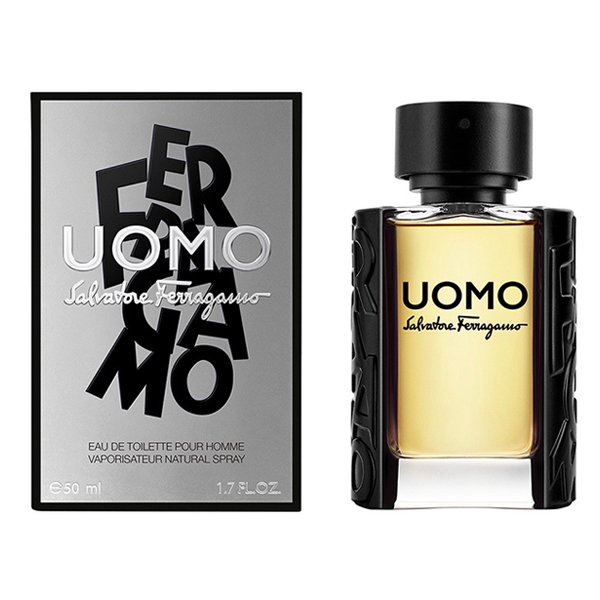 FERRAGAMO
UOMO
Salvatore Ferragamo
EAU DE TOILETTE POUR HOMME
VAPORISATEUR NATURAL SPRAY
℮50 ml 1.7 FL.OZ.
UOMO
Salvatore Ferragamo